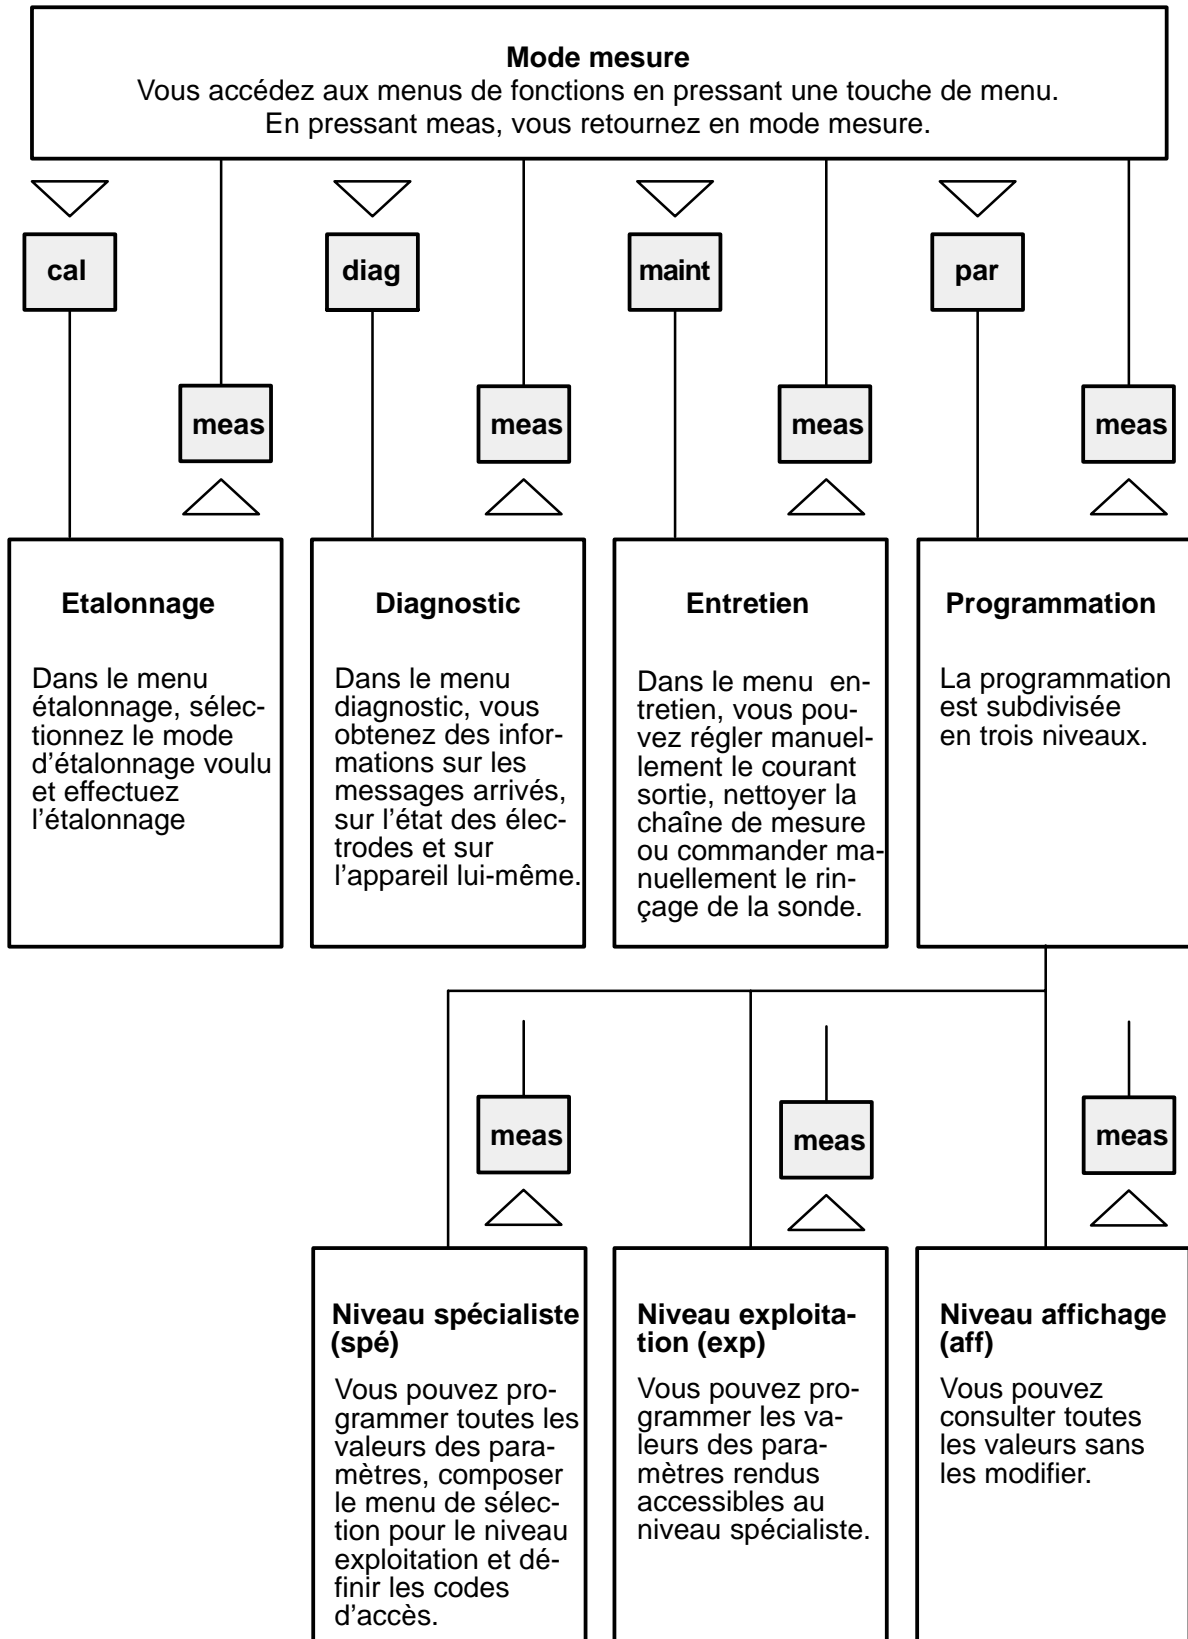 Mode mesure
Vous accédez aux menus de fonctions en pressant une touche de menu.
En pressant meas, vous retournez en mode mesure.
cal
diag
maint
par
meas
meas
meas
meas
Etalonnage
Dans le menu
étalonnage, sélec-
tionnez le mode
d’étalonnage voulu
et effectuez
l’étalonnage
Diagnostic
Dans le menu
diagnostic, vous
obtenez des infor-
mations sur les
messages arrivés,
sur l’état des élec-
trodes et sur
l’appareil lui-même.
Entretien
Dans le menu en-
tretien, vous pou-
vez régler manuel-
lement le courant
sortie, nettoyer la
chaîne de mesure
ou commander ma-
nuellement le rin-
çage de la sonde.
Programmation
La programmation
est subdivisée
en trois niveaux.
meas
meas
meas
Niveau spécialiste
(spé)
Vous pouvez pro-
grammer toutes les
valeurs des para-
mètres, composer
le menu de sélec-
tion pour le niveau
exploitation et dé-
finir les codes
d’accès.
Niveau exploita-
tion (exp)
Vous pouvez pro-
grammer les va-
leurs des para-
mètres rendus
accessibles au
niveau spécialiste.
Niveau affichage
(aff)
Vous pouvez
consulter toutes
les valeurs sans
les modifier.